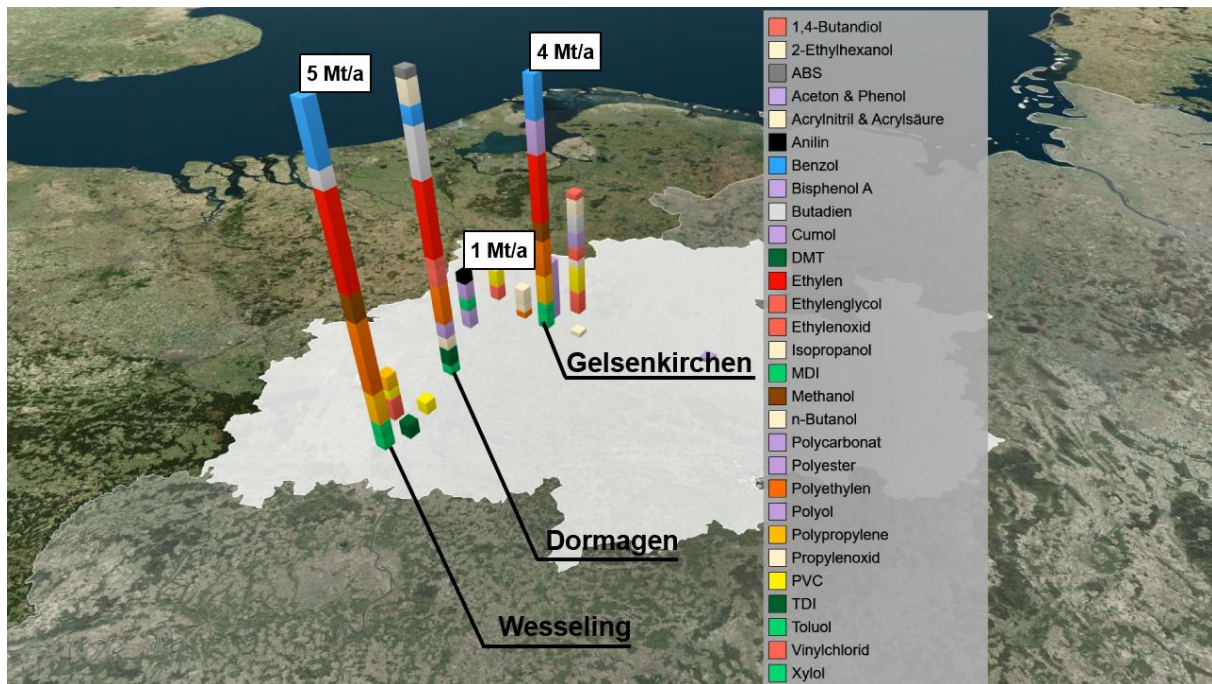 5 Mt/a
4 Mt/a
1 Mt/a
Gelsenkirchen
Dormagen
Wesseling
1,4-Butandiol
2-Ethylhexanol
ABS
Aceton & Phenol
Acrylnitril & Acrylsäure
Anilin
Benzol
Bisphenol A
Butadien
Cumol
DMT
Ethylen
Ethylenglycol
Ethylenoxid
Isopropanol
MDI
Methanol
n-Butanol
Polycarbonat
Polyester
Polyethylen
Polyol
Polypropylene
Propylenoxid
PVC
TDI
Toluol
Vinylchlorid
Xylol